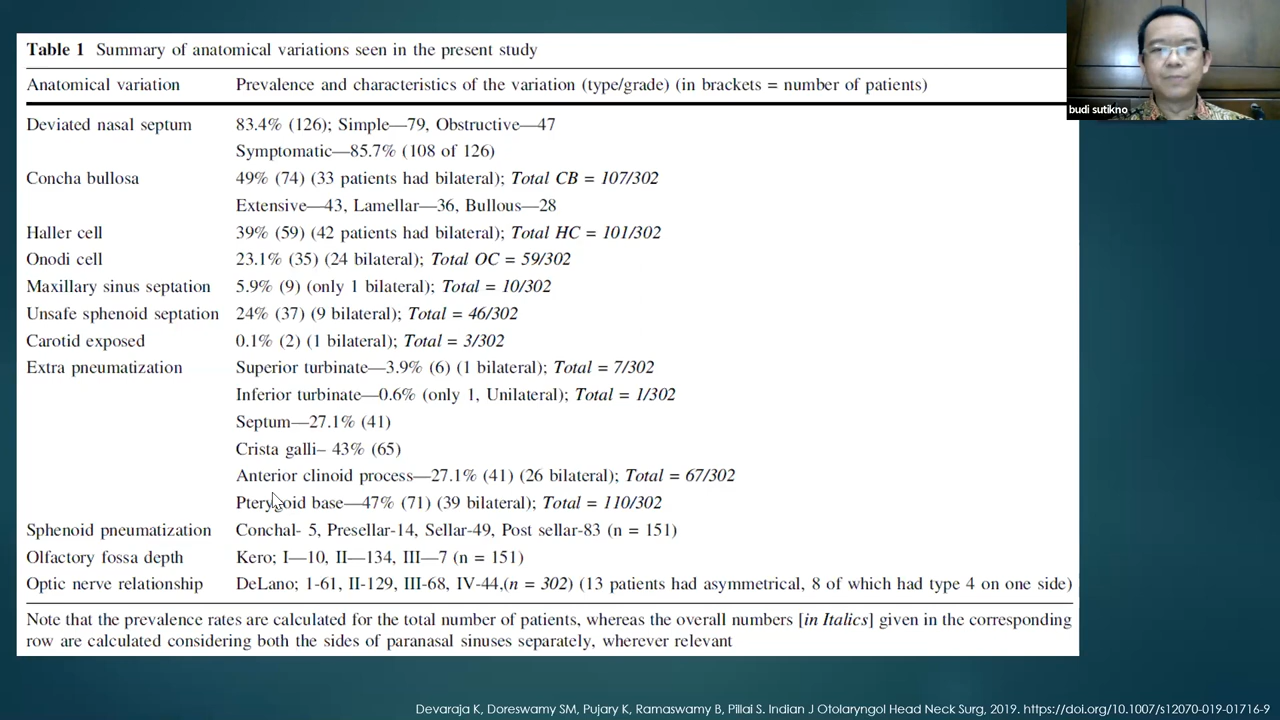 Table 1 Summary of anatomical variations seen in the present study
Anatomical variation Prevalence and characteristics of the variation (type/grade) (in brackets = number of patients)
Deviated nasal septum 83.4% (126); Simple—79, Obstructive—47
Symptomatic—85.7% (108 of 126)
Concha bullosa 49% (74) (33 patients had bilateral); Total CB = 107/302
Extensive—43, Lamellar—36, Bullous—28
Haller cell 39% (59) (42 patients had bilateral); Total HC = 101/302
Onodi cell 23.1% (35) (24 bilateral); Total OC = 59/302
Maxillary sinus septation 5.9% (9) (only 1 bilateral); Total = 10/302
Unsafe sphenoid septation 24% (37) (9 bilateral); Total = 46/302
Carotid exposed 0.1% (2) (1 bilateral); Total = 3/302
Extra pneumatization Superior turbinate—3.9% (6) (1 bilateral); Total = 7/302
Inferior turbinate—0.6% (only 1, Unilateral); Total = 1/302
Septum—27.1% (41)
Crista galli– 43% (65)
Anterior clinoid process—27.1% (41) (26 bilateral); Total = 67/302
Pterygoid base—47% (71) (39 bilateral); Total = 110/302
Sphenoid pneumatization Conchal- 5, Presellar-14, Sellar-49, Post sellar-83 (n = 151)
Olfactory fossa depth Kero; I—10, II—134, III—7 (n = 151)
Optic nerve relationship DeLano; 1-61, II-129, III-68, IV-44,(n = 302) (13 patients had asymmetrical, 8 of which had type 4 on one side)
Note that the prevalence rates are calculated for the total number of patients, whereas the overall numbers [in Italics] given in the corresponding
row are calculated considering both the sides of paranasal sinuses separately, wherever relevant
budi sutikno
Devaraja K, Doreswamy SM, Pujary K, Ramaswamy B, Pillai S. Indian J Otolaryngol Head Neck Surg, 2019. https://doi.org/10.1007/s12070-019-01716-9